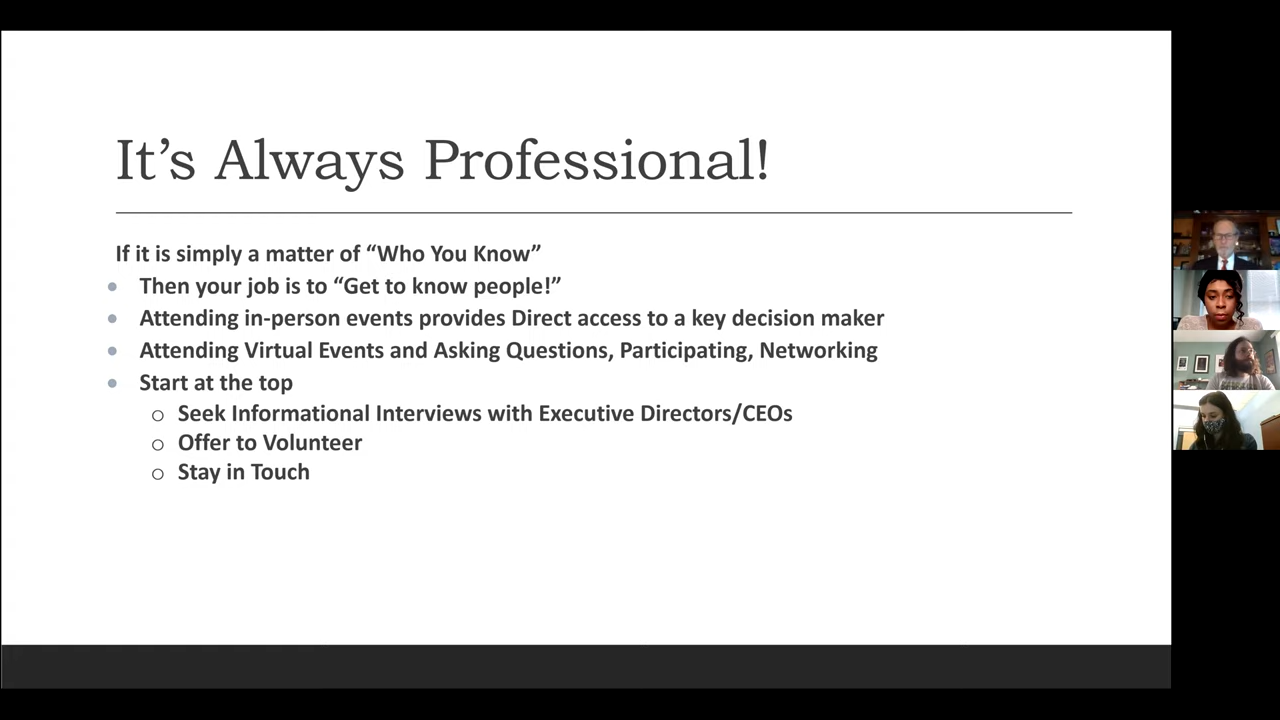 It’s Always Professional!
If it is simply a matter of “Who You Know”
Then your job is to “Get to know people!”
Attending in-person events provides Direct access to a key decision maker
Attending Virtual Events and Asking Questions, Participating, Networking
Start at the top
Seek Informational Interviews with Executive Directors/CEOs
Offer to Volunteer
Stay in Touch